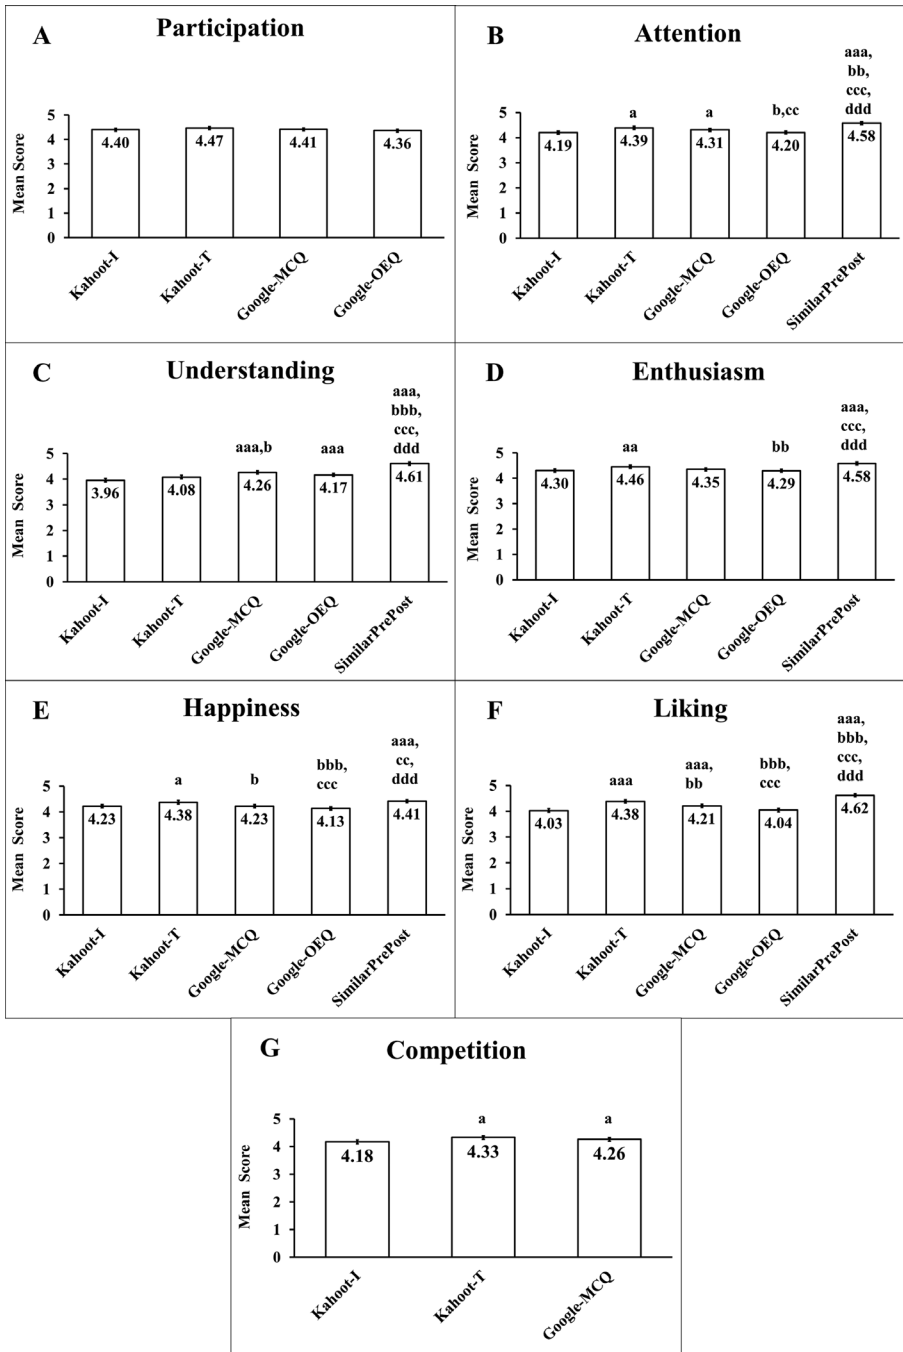 A
Participation
Mean Score
5
4
3
2
1
0
4.40
4.47
4.41
4.36
Kahoot-I
Kahoot-T
Google-MCQ
Google-OEQ
B
Attention
Mean Score
5
4
3
2
1
0
a
a
b,cc
aaa,
bb,
ccc,
ddd
4.19
4.39
4.31
4.20
4.58
Kahoot-I
Kahoot-T
Google-MCQ
Google-OEQ
SimilarPrePost
C
Understanding
Mean Score
5
4
3
2
1
0
aaa,b
aaa
aaa,
bbb,
ccc,
ddd
3.96
4.08
4.26
4.17
4.61
Kahoot-I
Kahoot-T
Google-MCQ
Google-OEQ
SimilarPrePost
D
Enthusiasm
Mean Score
5
4
3
2
1
0
aa
bb
aaa,
ccc,
ddd
4.30
4.46
4.35
4.29
4.58
Kahoot-I
Kahoot-T
Google-MCQ
Google-OEQ
SimilarPrePost
E
Happiness
Mean Score
5
4
3
2
1
0
a
b
bbb,
ccc
aaa,
cc,
ddd
4.23
4.38
4.23
4.13
4.41
Kahoot-I
Kahoot-T
Google-MCQ
Google-OEQ
SimilarPrePost
F
Liking
Mean Score
5
4
3
2
1
0
aaa
aaa,
bb
bbb,
ccc
aaa,
bbb,
ccc,
ddd
4.03
4.38
4.21
4.04
4.62
Kahoot-I
Kahoot-T
Google-MCQ
Google-OEQ
SimilarPrePost
G
Competition
Mean Score
5
4
3
2
1
0
a
a
4.18
4.33
4.26
Kahoot-I
Kahoot-T
Google-MCQ